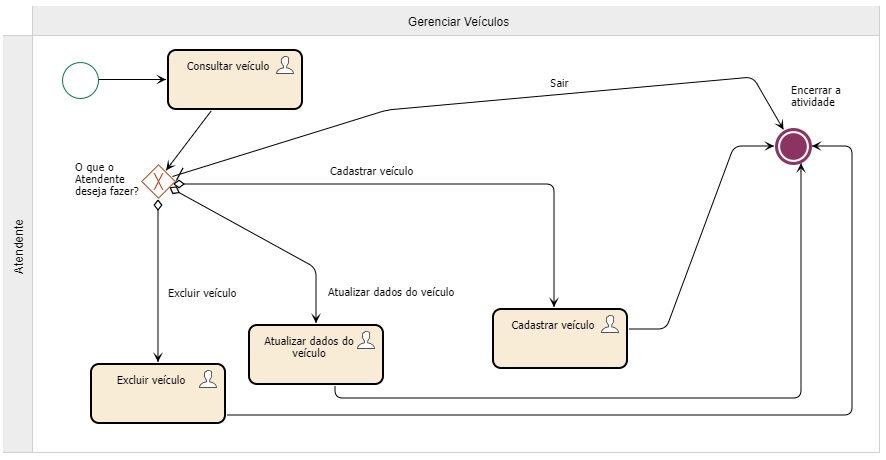 Gerenciar Veículos
Atendente
Consultar veículo
Sair
Encerrar a
atividade
O que o
Atendente
deseja fazer?
Cadastrar veículo
Excluir veículo
Atualizar dados do veículo
Cadastrar veículo
Atualizar dados do
veículo
Excluir veículo